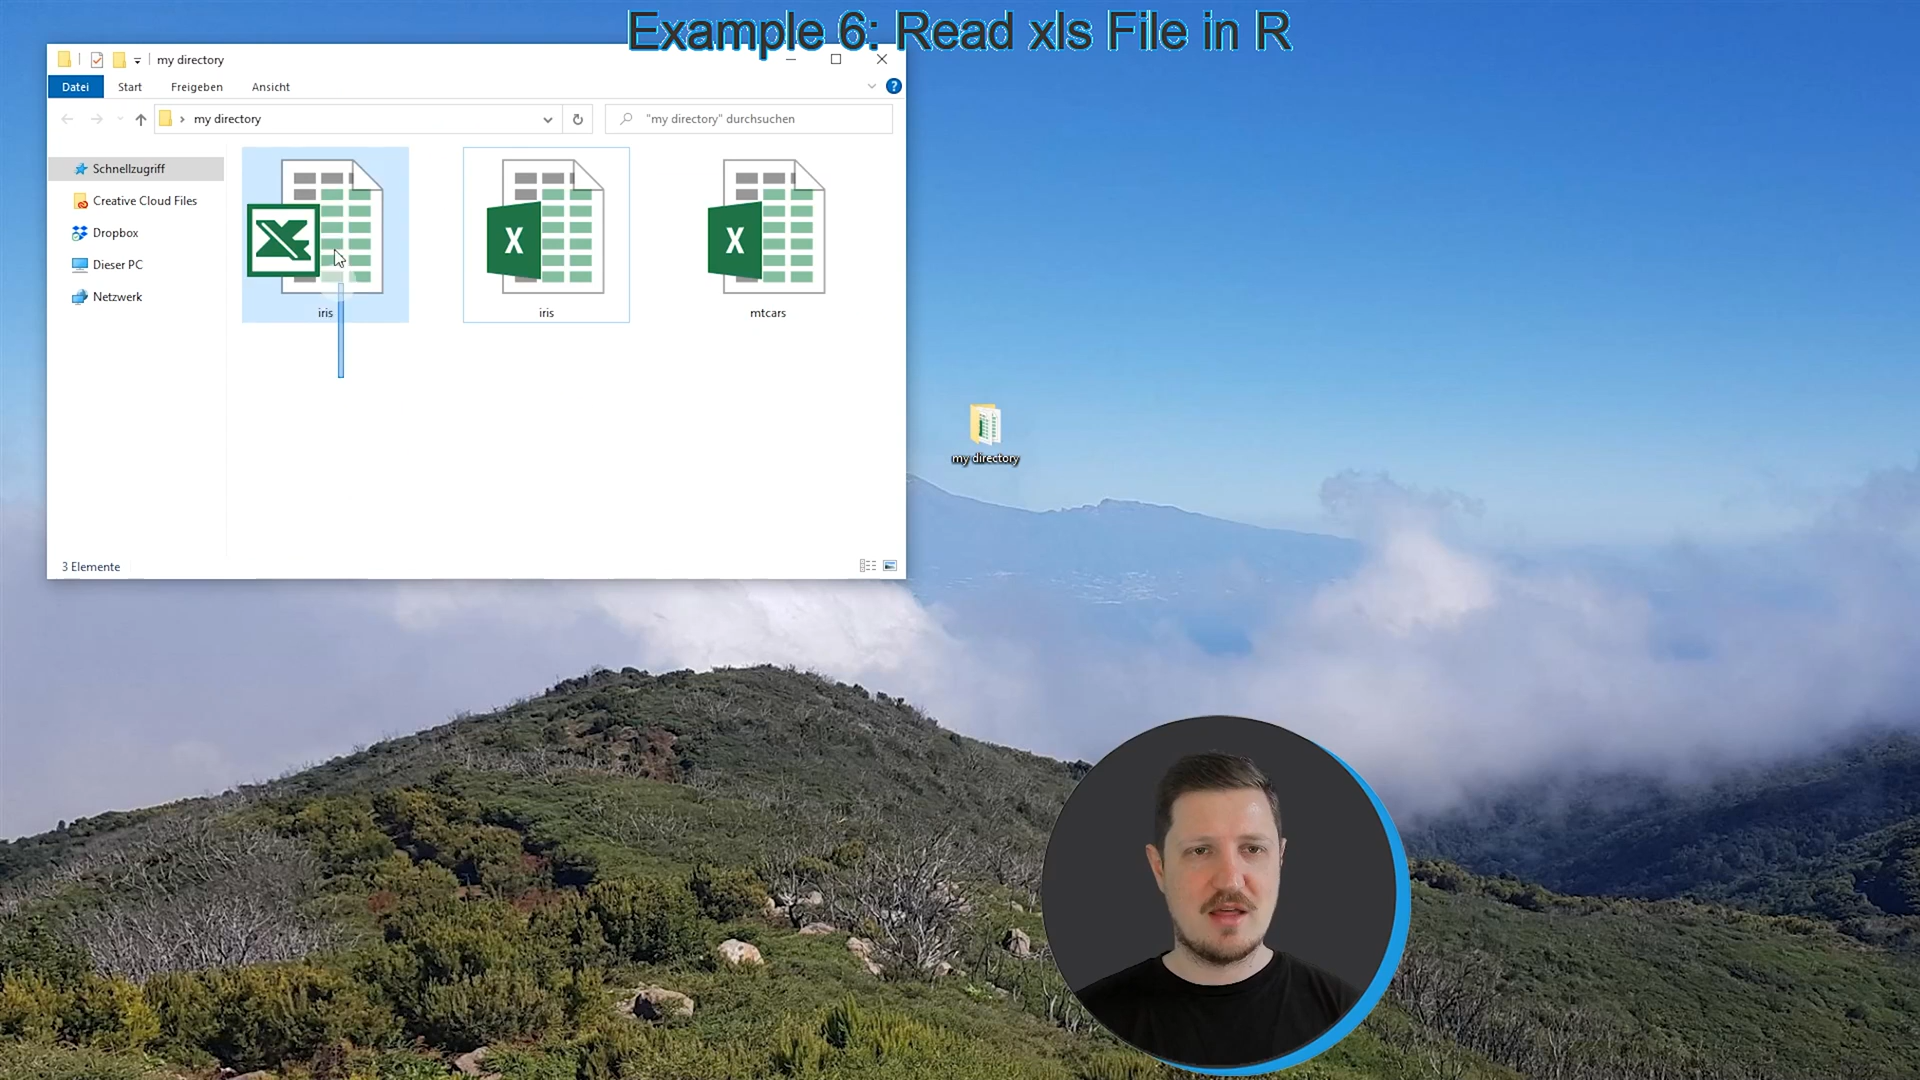 Example 6: Read xls File in R
my directory
Datei Start Freigeben Ansicht
my directory
"my directory" durchsuchen
Schnellzugriff
Creative Cloud Files
Dropbox
Dieser PC
Netzwerk
iris
iris
mtcars
my directory
3 Elemente